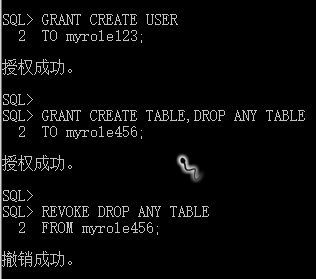 SQL> GRANT CREATE USER
2 TO myrole123;
授权成功。
SQL>
SQL> GRANT CREATE TABLE,DROP ANY TABLE
2 TO myrole456;
授权成功。
SQL>
SQL> REVOKE DROP ANY TABLE
2 FROM myrole456;
撤销成功。